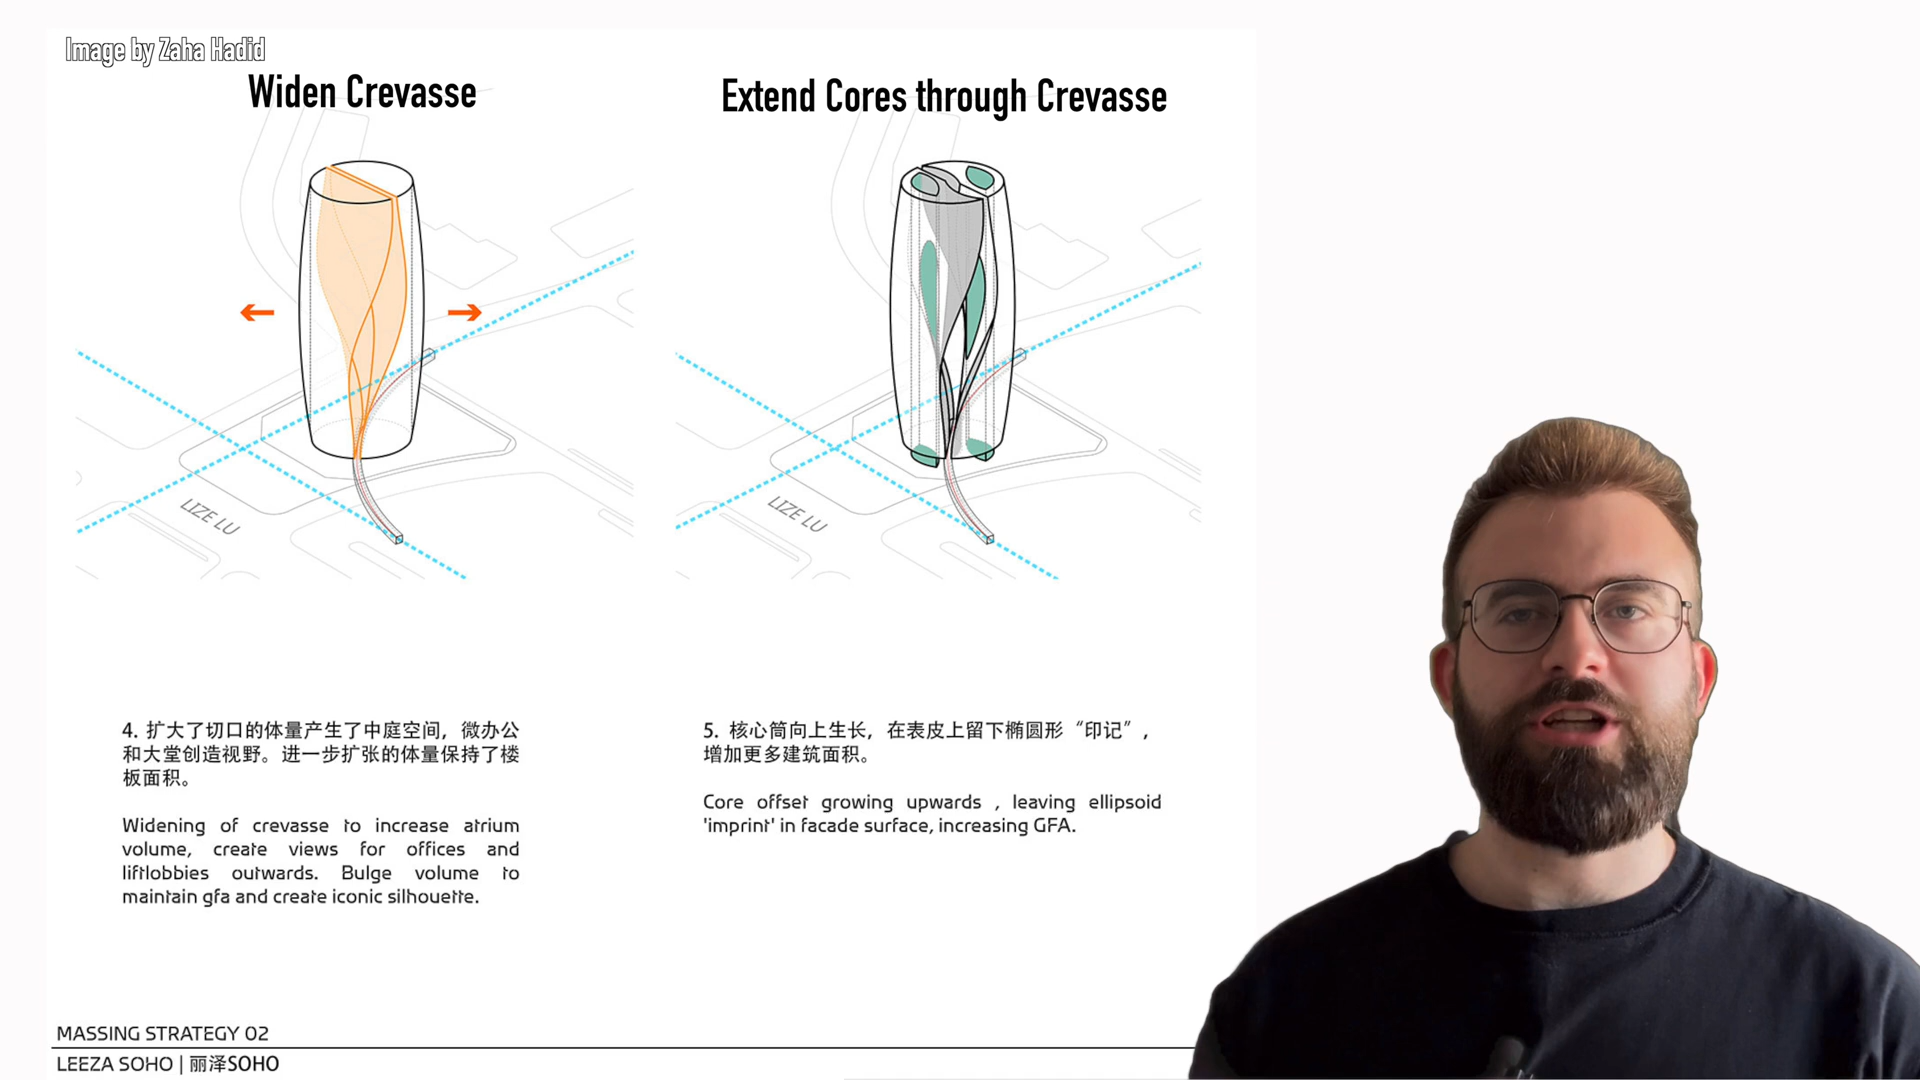 Image by Zaha Hadid
Widen Crevasse
Extend Cores through Crevasse
LIZE LU
LIZE LU
4. 扩大了切口的体量产生了中庭空间，微办公
和大堂创造视野。进一步扩张的体量保持了楼
板面积。
Widening of crevasse to increase atrium
volume, create views for offices and
liftlobbies outwards. Bulge volume to
maintain gfa and create iconic silhouette.
5. 核心筒向上生长，在表皮上留下椭圆形“印记”，
增加更多建筑面积。
Core offset growing upwards , leaving ellipsoid
'imprint' in facade surface, increasing GFA.
MASSING STRATEGY 02
LEEZA SOHO | 丽泽SOHO